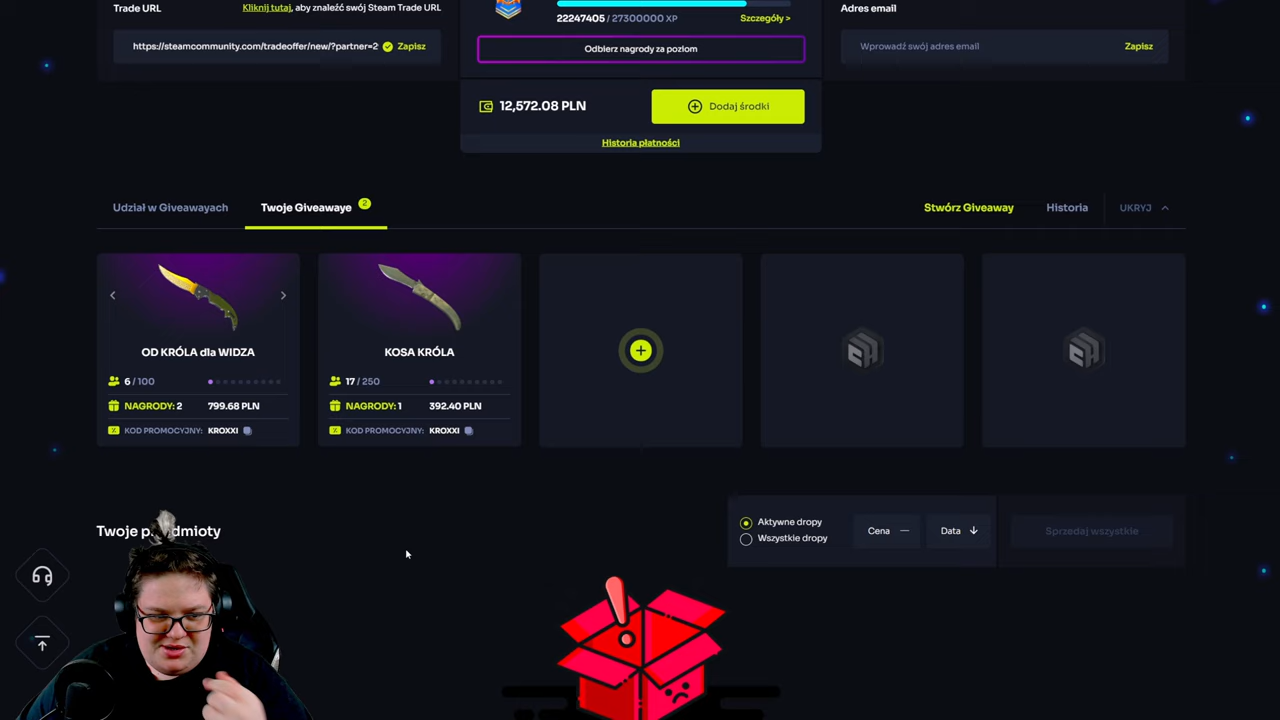 Trade URL
Kliknij tutaj, aby znaleźć swój Steam Trade URL
https://steamcommunity.com/tradeoffer/new/?partner=2
Zapisz
22247405 / 27300000 XP
Szczegóły >
Odbierz nagrody za poziom
12,572.08 PLN
Dodaj środki
Historia płatności
Adres email
Wprowadź swój adres email
Zapisz
Udział w Giveawayach
Twoje Giveawaye 2
Stwórz Giveaway
Historia
UKRYJ
OD KRÓLA dla WIDZA
6 / 100
NAGRODY: 2
799.68 PLN
KOD PROMOCYJNY: KROXXI
KOSA KRÓLA
17 / 250
NAGRODY: 1
392.40 PLN
KOD PROMOCYJNY: KROXXI
Twoje
Aktywne dropy
Wszystkie dropy
Cena
Data
Sprzedaj wszystkie